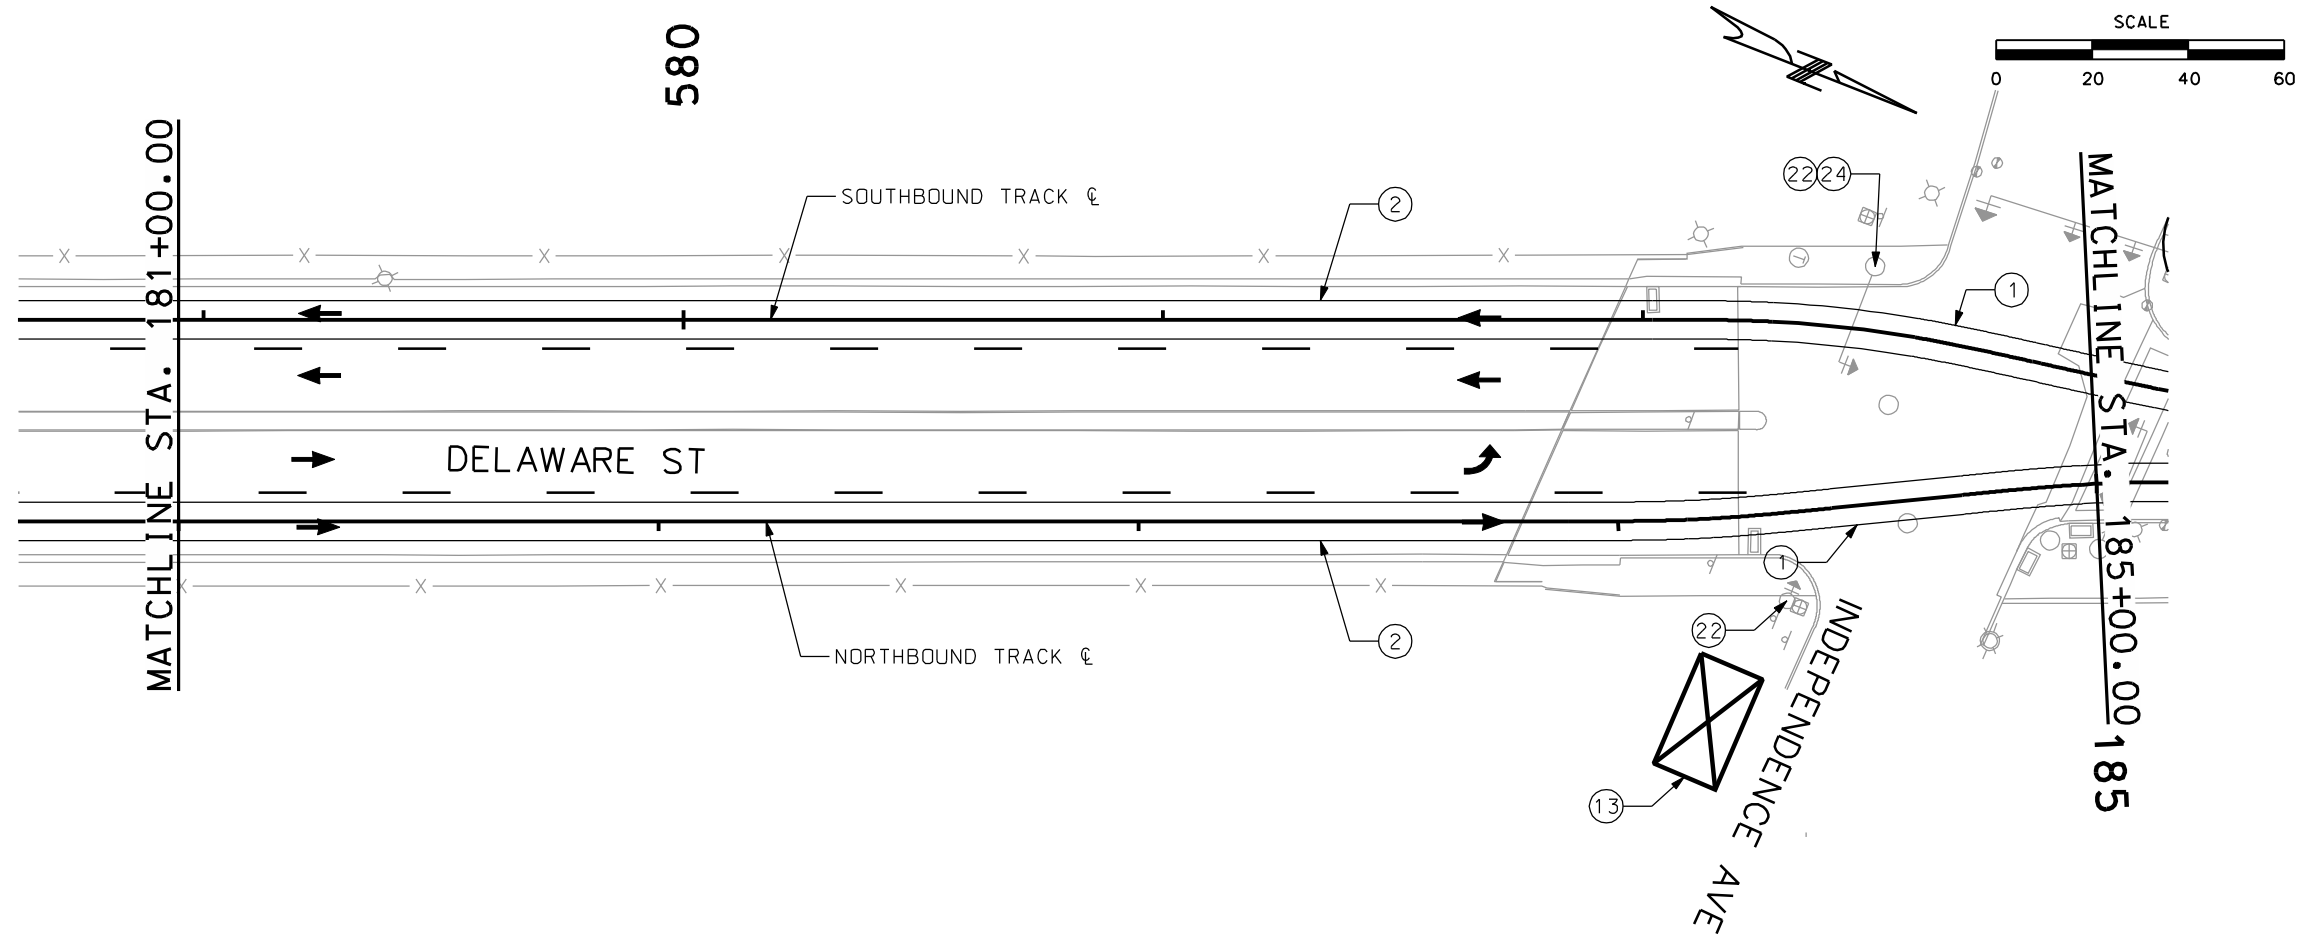 SCALE
0 20 40 60
580
MATCHLINE STA. 181+00.00
SOUTHBOUND TRACK ℄
2
22 24
1
MATCHLINE STA. 185+00.00
DELAWARE ST
NORTHBOUND TRACK ℄
2
1
22
13
INDEPENDENCE AVE
185